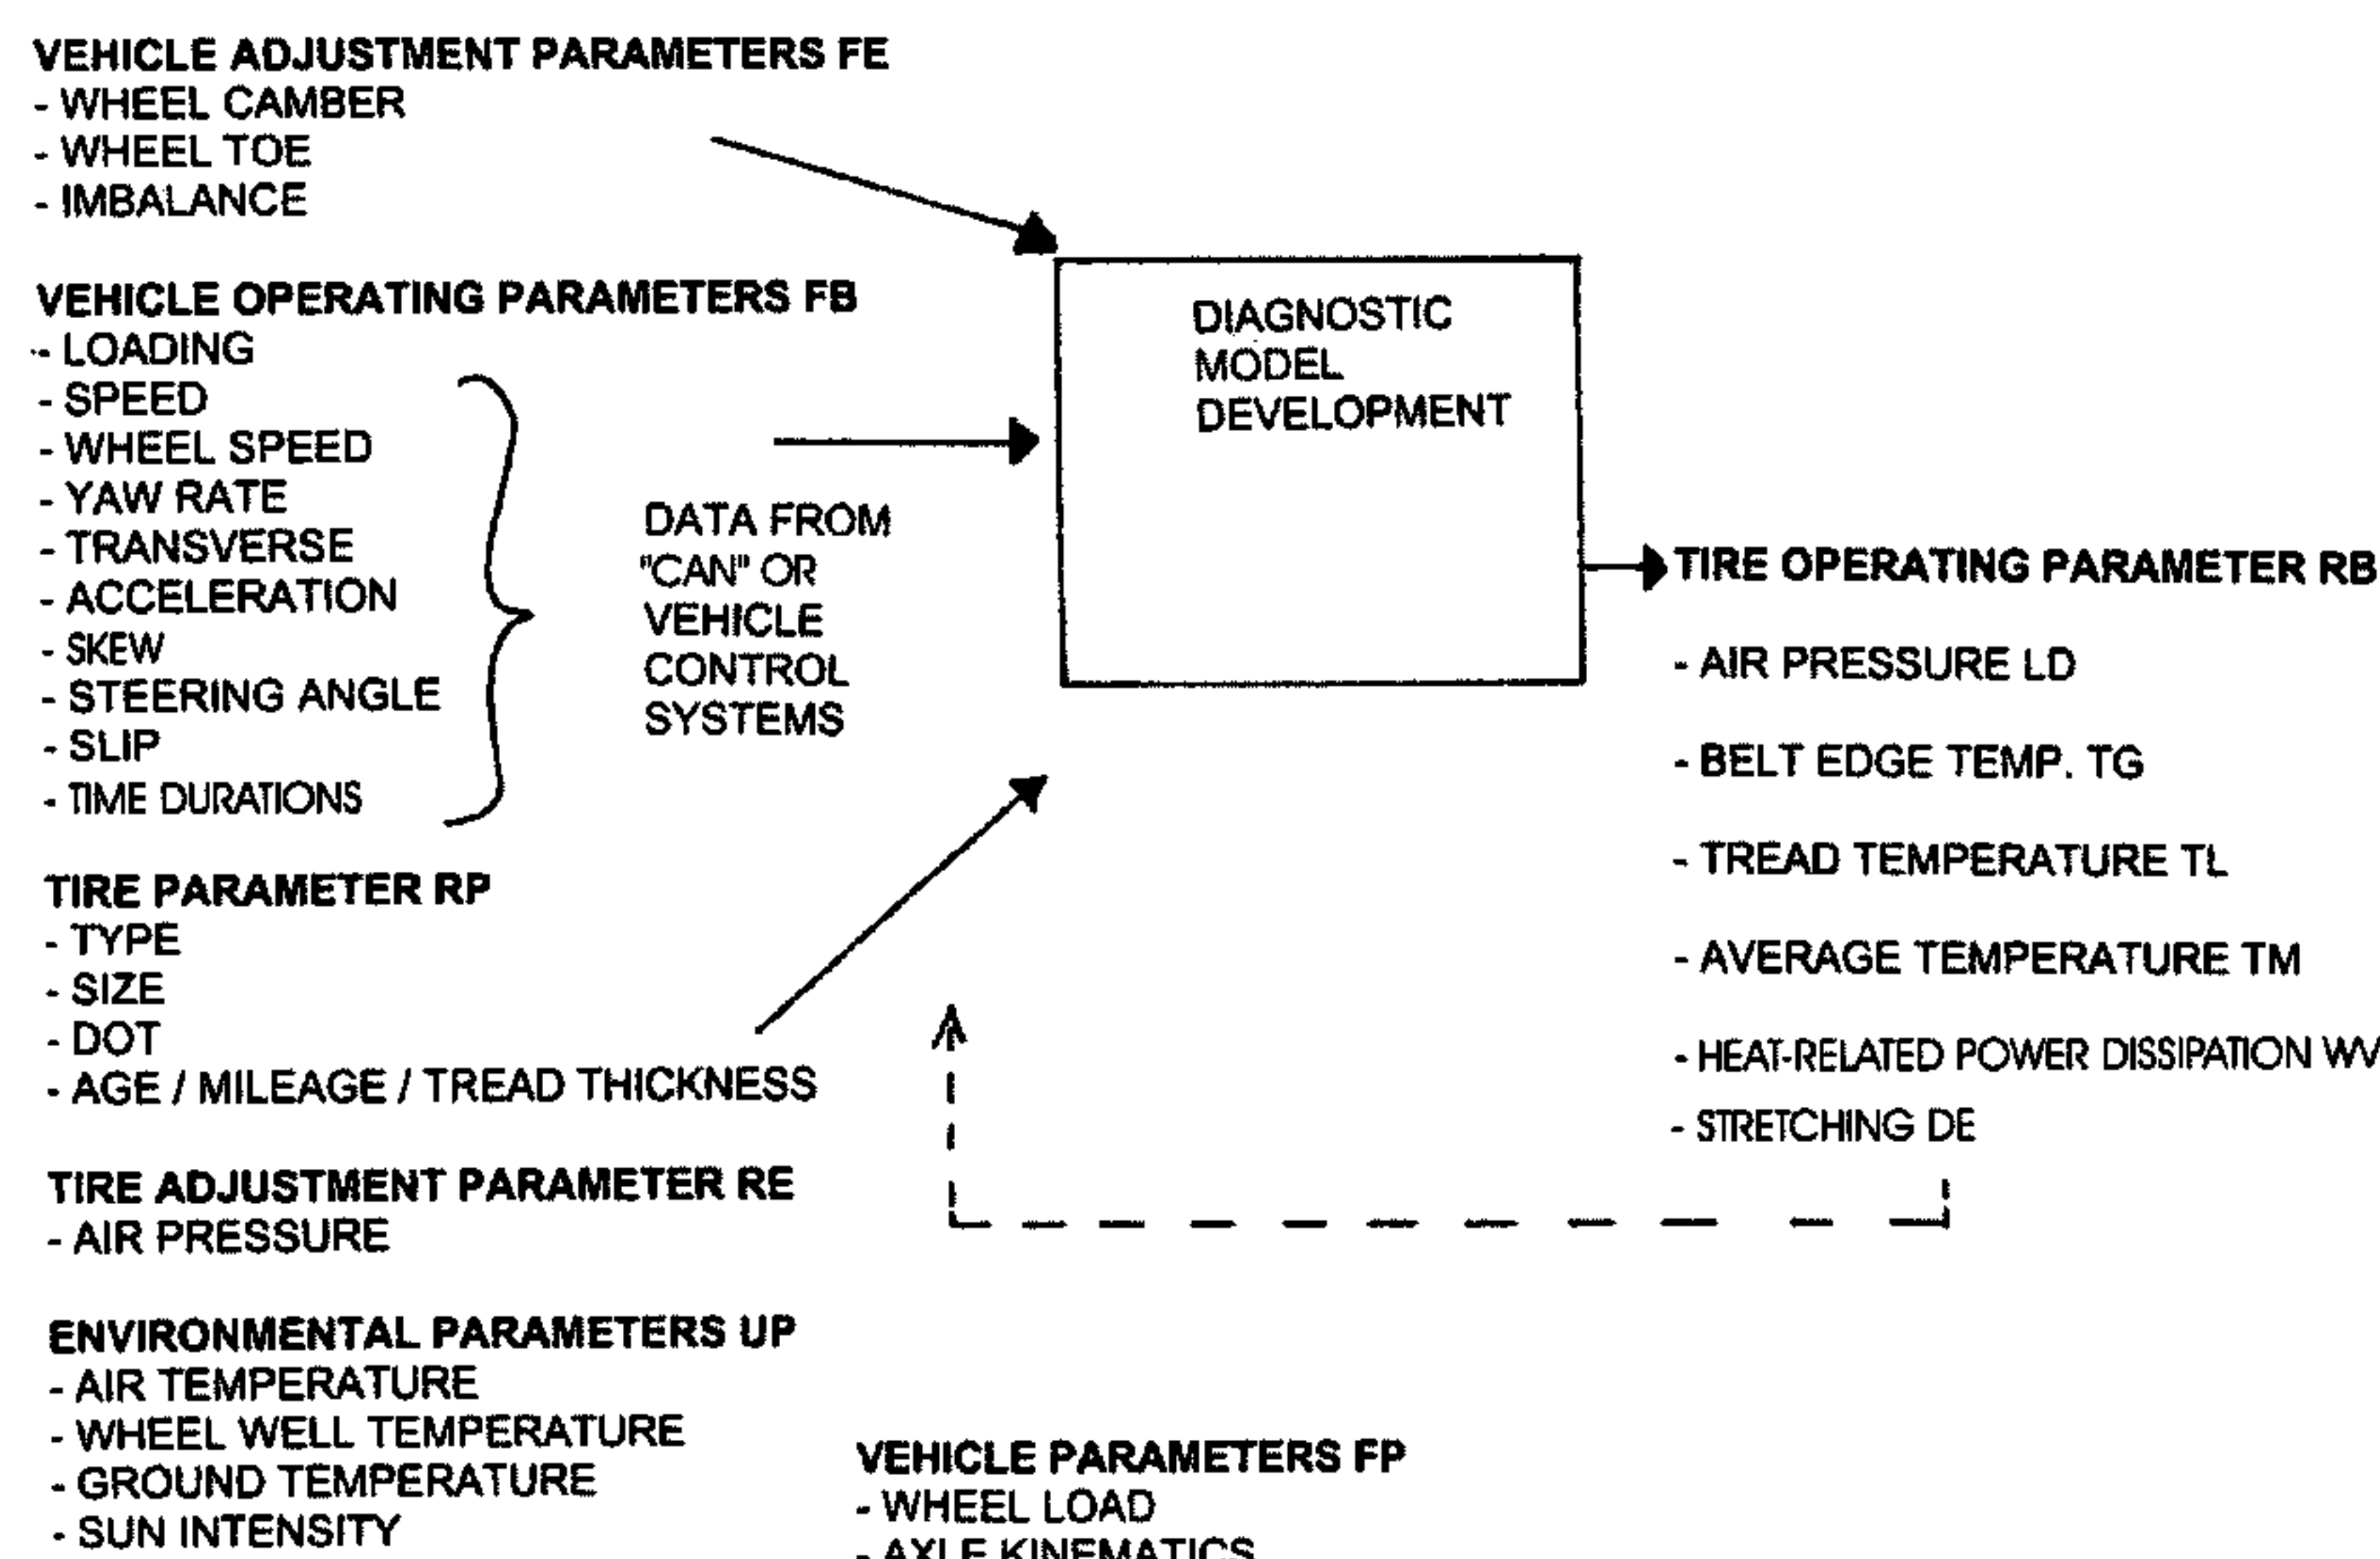 VEHICLE ADJUSTMENT PARAMETERS FE
- WHEEL CAMBER
- WHEEL TOE
- IMBALANCE
VEHICLE OPERATING PARAMETERS FB
- LOADING
- SPEED
- WHEEL SPEED
- YAW RATE
- TRANSVERSE
- ACCELERATION
- SKEW
- STEERING ANGLE
- SLIP
- TIME DURATIONS
DATA FROM
"CAN" OR
VEHICLE
CONTROL
SYSTEMS
DIAGNOSTIC
MODEL
DEVELOPMENT
TIRE OPERATING PARAMETER RB
- AIR PRESSURE LD
- BELT EDGE TEMP. TG
- TREAD TEMPERATURE TL
- AVERAGE TEMPERATURE TM
- HEAT-RELATED POWER DISSIPATION WV
- STRETCHING DE
TIRE PARAMETER RP
- TYPE
- SIZE
- DOT
- AGE / MILEAGE / TREAD THICKNESS
TIRE ADJUSTMENT PARAMETER RE
- AIR PRESSURE
ENVIRONMENTAL PARAMETERS UP
- AIR TEMPERATURE
- WHEEL WELL TEMPERATURE
- GROUND TEMPERATURE
- SUN INTENSITY
VEHICLE PARAMETERS FP
- WHEEL LOAD
- AXLE KINEMATICS